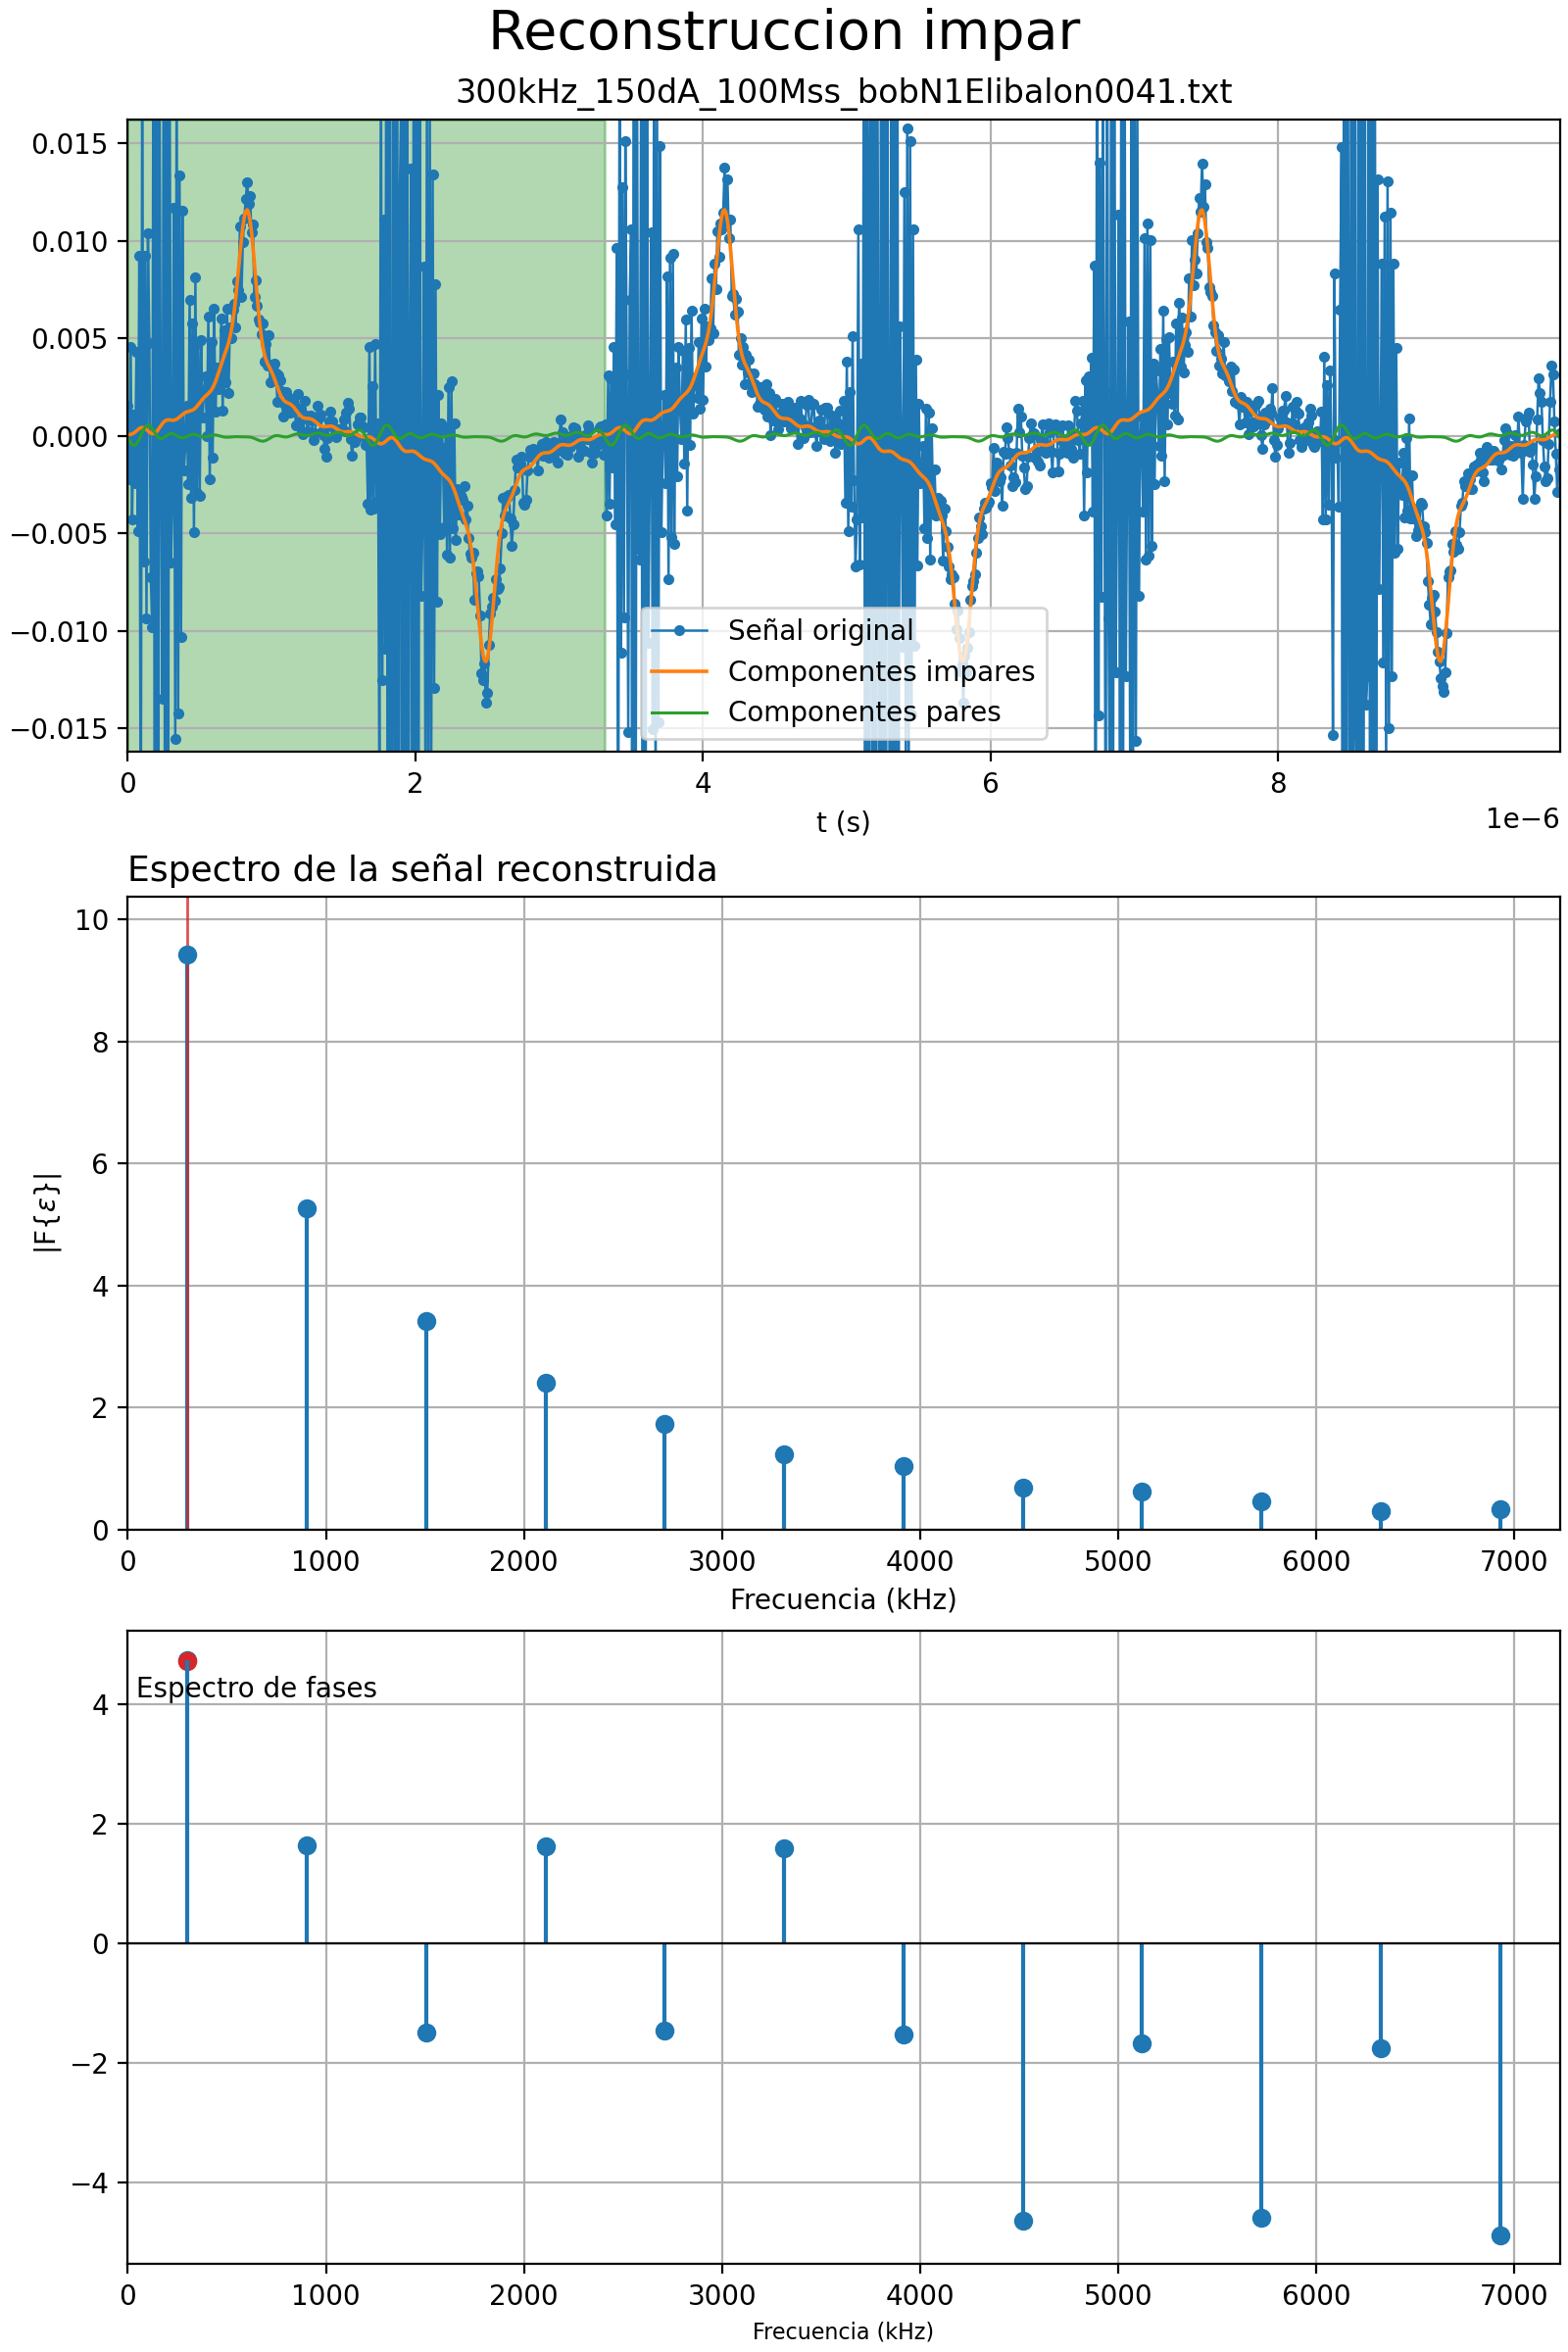 Reconstruccion impar
300kHz_150dA_100Mss_bobN1Elibalon0041.txt
0.015
0.010
0.005
0.000
−0.005
−0.010
−0.015
Señal original
Componentes impares
Componentes pares
0 2 4 6 8
1e−6
t (s)
Espectro de la señal reconstruida
10
8
6
4
2
0
|F{ε}|
0 1000 2000 3000 4000 5000 6000 7000
Frecuencia (kHz)
Espectro de fases
4
2
0
−2
−4
0 1000 2000 3000 4000 5000 6000 7000
Frecuencia (kHz)